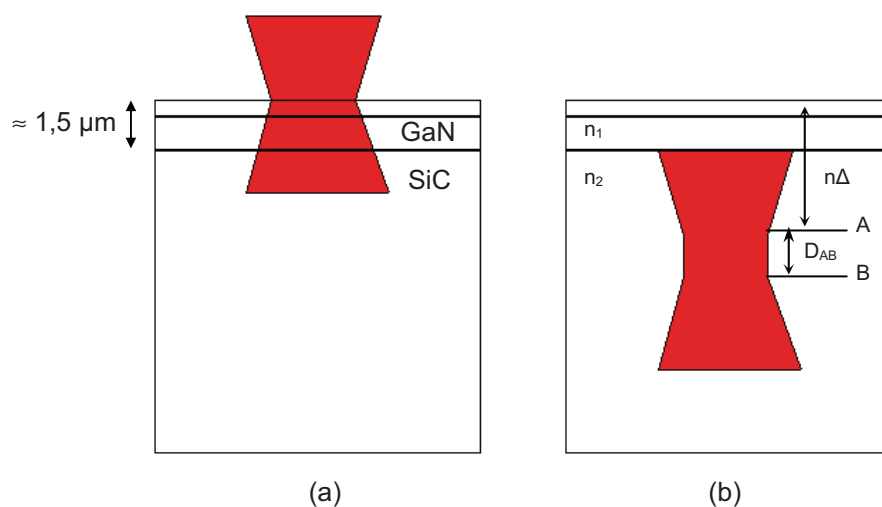 ≈ 1,5 µm
GaN
SiC
(a)
n₁
n₂
nΔ
A
D_AB
B
(b)